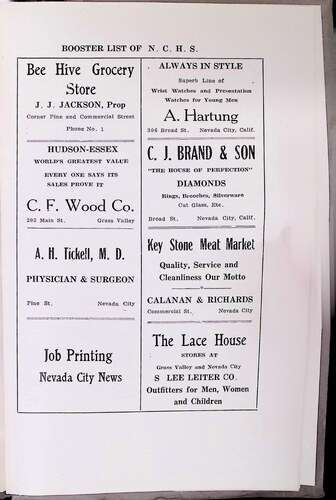 BOOSTER LIST OF N. C. H. S.
Bee Hive Grocery
Store
J. J. JACKSON, Prop
Corner Pine and Commercial Street
Phone No. 1
HUDSON-ESSEX
WORLD'S GREATEST VALUE
EVERY ONE SAYS ITS
SALES PROVE IT
C. F. Wood Co.
293 Main St. Grass Valley
A. H. Tickell, M. D.
PHYSICIAN & SURGEON
Pine St. Nevada City
Job Printing
Nevada City News
ALWAYS IN STYLE
Superb Line of
Wrist Watches and Presentation
Watches for Young Men
A. Hartung
306 Broad St. Nevada City, Calif.
C. J. BRAND & SON
"THE HOUSE OF PERFECTION"
DIAMONDS
Rings, Brooches, Silverware
Cut Glass, Etc.
Broad St. Nevada City, Calif.
Key Stone Meat Market
Quality, Service and
Cleanliness Our Motto
CALANAN & RICHARDS
Commercial St. Nevada City
The Lace House
STORES AT
Grass Valley and Nevada City
S LEE LEITER CO.
Outfitters for Men, Women
and Children